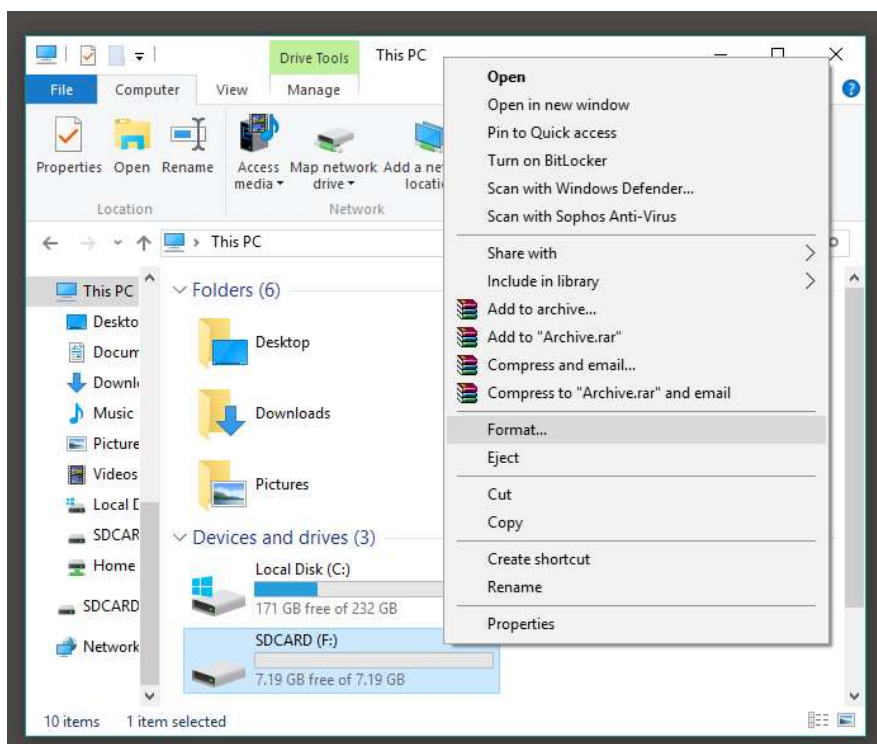 Drive Tools
This PC
File
Computer
View
Manage
Properties
Open
Rename
Access media
Map network drive
Add a ne
locati
Location
Network
This PC
This PC
Deskto
Docum
Downl
Music
Picture
Videos
Local
SDCAR
Home
SDCARD
Network
Folders (6)
Desktop
Downloads
Pictures
Devices and drives (3)
Local Disk (C:)
171 GB free of 232 GB
SDCARD (F:)
7.19 GB free of 7.19 GB
10 items
1 item selected
Open
Open in new window
Pin to Quick access
Turn on BitLocker
Scan with Windows Defender...
Scan with Sophos Anti-Virus
Share with
Include in library
Add to archive...
Add to "Archive.rar"
Compress and email...
Compress to "Archive.rar" and email
Format...
Eject
Cut
Copy
Create shortcut
Rename
Properties